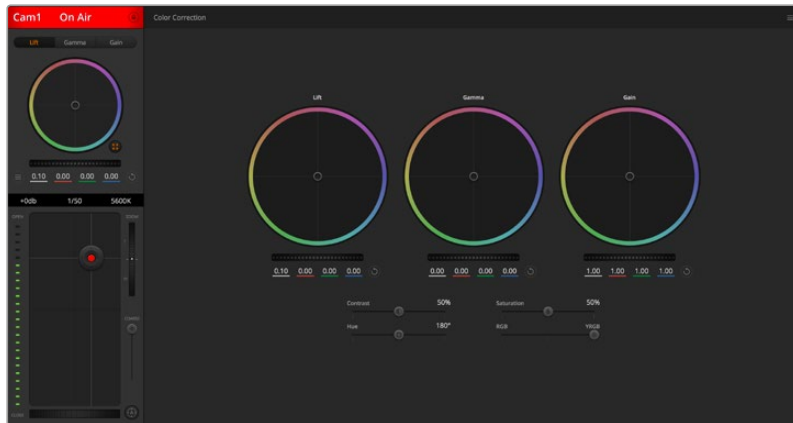 Cam1 On Air
Color Correction
Lift Gamma Gain
0.10 0.00 0.00 0.00
+0db 1/50 5600K
OPEN
ZOOM
Lift Gamma Gain
0.10 0.00 0.00 0.00
0.00 0.00 0.00 0.00
1.00 1.00 1.00 1.00
Contrast 50%
Saturation 50%
Hue 180°
RGB YRGB